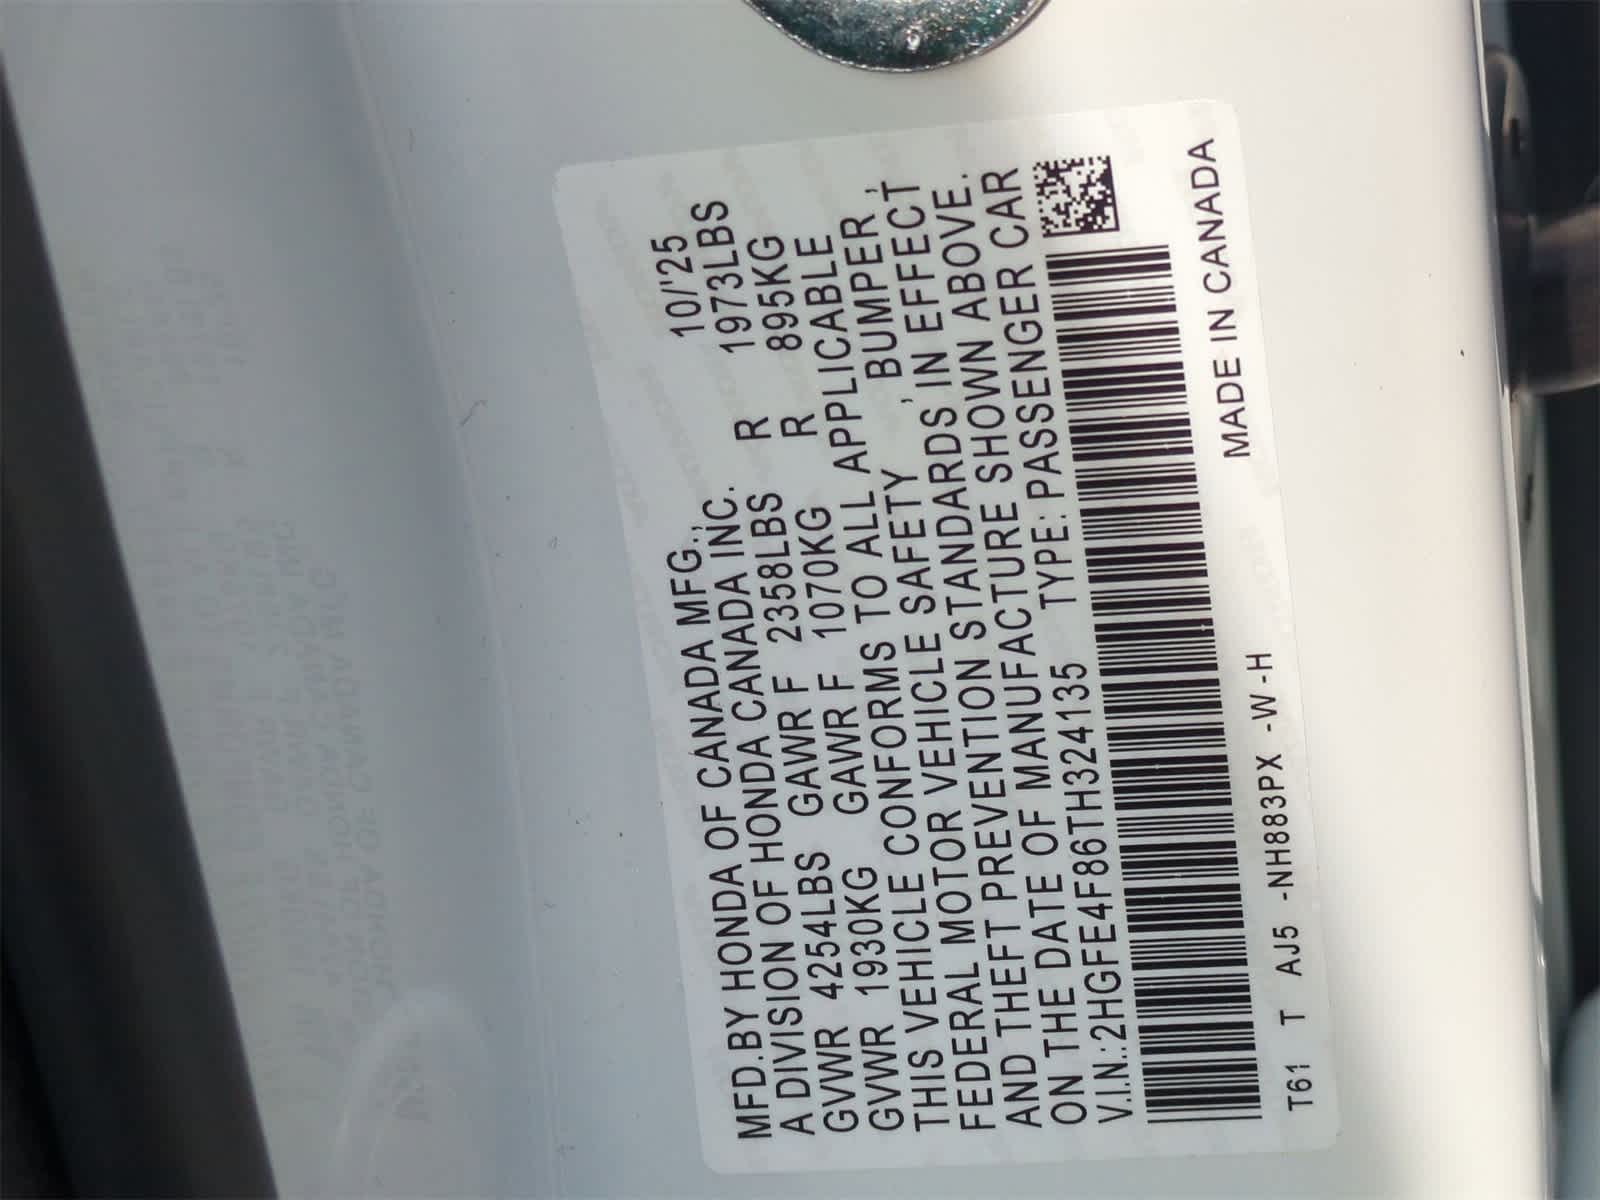 MFD.BY HONDA OF CANADA MFG., 10/'25
A DIVISION OF HONDA CANADA INC.
GVWR 4254LBS GAWR F 2358LBS R 1973LBS
GVWR 1930KG GAWR F 1070KG R 895KG
THIS VEHICLE CONFORMS TO ALL APPLICABLE
FEDERAL MOTOR VEHICLE SAFETY , BUMPER ,
AND THEFT PREVENTION STANDARDS IN EFFECT
ON THE DATE OF MANUFACTURE SHOWN ABOVE.
V.I.N.:2HGFE4F86TH324135 TYPE: PASSENGER CAR
MADE IN CANADA
T61 T AJ5 -NH883PX -W -H